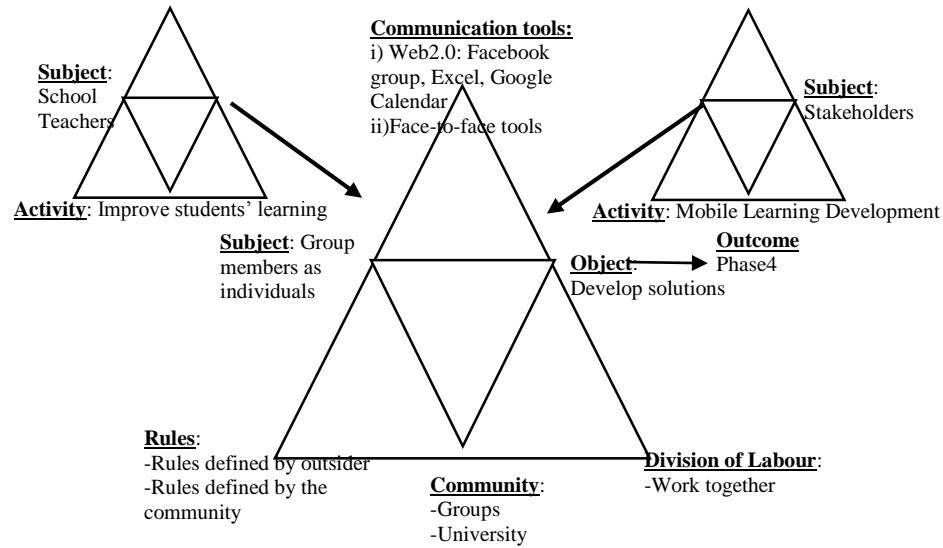 Subject:
School
Teachers
Activity: Improve students’ learning
Communication tools:
i) Web2.0: Facebook
group, Excel, Google
Calendar
ii)Face-to-face tools
Subject:
Stakeholders
Activity: Mobile Learning Development
Subject: Group
members as
individuals
Object:
Develop solutions
Outcome
Phase4
Rules:
-Rules defined by outsider
-Rules defined by the
community
Community:
-Groups
-University
Division of Labour:
-Work together